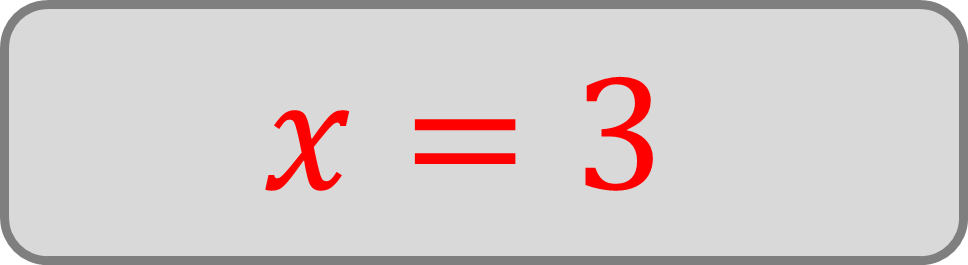 x = 3